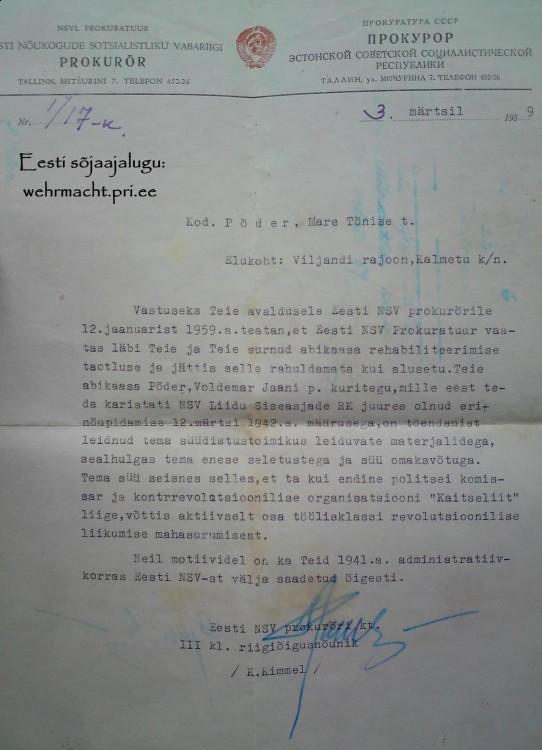 NSVL PROKURATUUR
STI NÕUKOGUDE SOTSIALISTLIKU VABARIIGI
PROKURÖR
TALLINN, MITŠURINI 7. TELEFON 452-26
ПРОКУРАТУРА СССР
ПРОКУРОР
ЭСТОНСКОЙ СОВЕТСКОЙ СОЦИАЛИСТИЧЕСКОЙ
РЕСПУБЛИКИ
ТАЛЛИН, ул. МИЧУРИНА 7. ТЕЛЕФОН 452-26
Nr. 1/17-к.
3. märtsil 1959
Eesti sõjaajalugu:
wehrmacht.pri.ee
Kod. Põder, Mare Tõnise t.
Elukoht: Viljandi rajoon, Kalmetu k/n.
Vastuseks Teie avaldusele Eesti NSV prokurörile
12.jaanuarist 1959.a.teatan,et Eesti NSV Prokuratuur vaa-
tas läbi Teie ja Teie surnud abikaasa rehabiliteerimise
taotluse ja jättis selle rahuldamata kui alusetu.Teie
abikaasa Põder,Voldemar Jaani p. kuritegu,mille eest te-
da karistati NSV Liidu Siseasjade RK juures olnud eri-
nõupidamise 12.märtsi 1942.a. määrusega,on tõendamist
leidnud tema süüdistustoimikus leiduvate materjalidega,
sealhulgas tema enese seletustega ja süü omaksvõtuga.
Tema süü seisnes selles,et ta kui endine politsei komis-
sar ja kontrrevolutsioonilise organisatsiooni "Kaitseliit"
liige,võttis aktiivselt osa töölisklassi revolutsioonilise
liikumise mahasurumisest.
Neil motiividel on ka Teid 1941.a. administratiiv-
korras Eesti NSV-st välja saadetud õigesti.
Eesti NSV prokuröri kt.
III kl. riigiõigusnõunik
/ K.Kimmel /